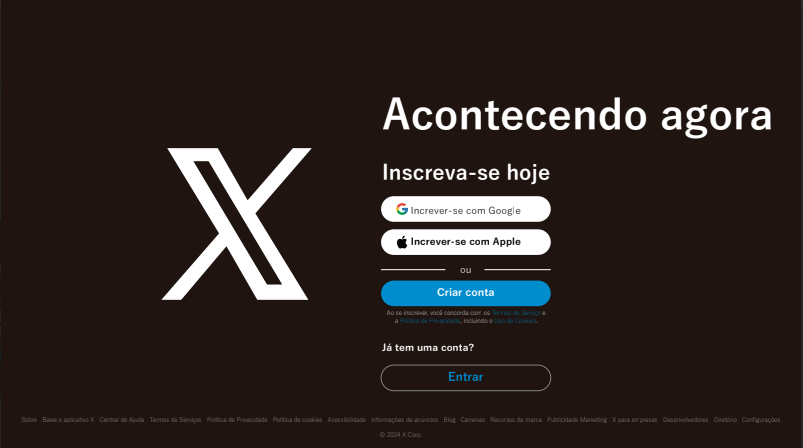 Acontecendo agora
Inscreva-se hoje
Increver-se com Google
Increver-se com Apple
ou
Criar conta
Ao se inscrever, você concorda com os Termos de Serviço e
a Política de Privacidade, incluindo o Uso de Cookies.
Já tem uma conta?
Entrar
Sobre Baixe o aplicativo X Central de Ajuda Termos de Serviços Política de Privacidade Política de cookies Acessibilidade Informações de anúncios Blog Carreiras Recursos da marca Publicidade Marketing X para empresas Desenvolvedores Diretório Configurações
© 2024 X Corp.